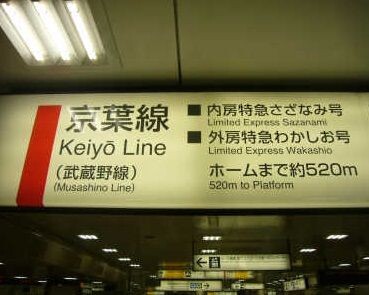 京葉線
Keiyō Line
(武蔵野線)
(Musashino Line)
■ 内房特急さざなみ号
Limited Express Sazanami
■ 外房特急わかしお号
Limited Express Wakashio
ホームまで約520m
520m to Platform